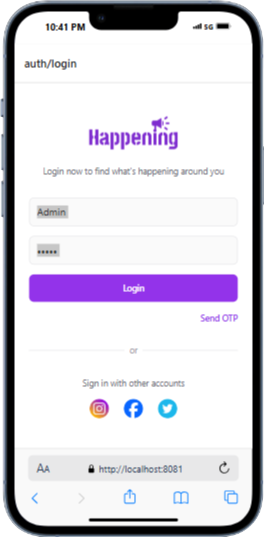 10:41 PM
5G
auth/login
Happening
Login now to find what's happening around you
Admin
•••••
Login
Send OTP
or
Sign in with other accounts
AA
http://localhost:8081